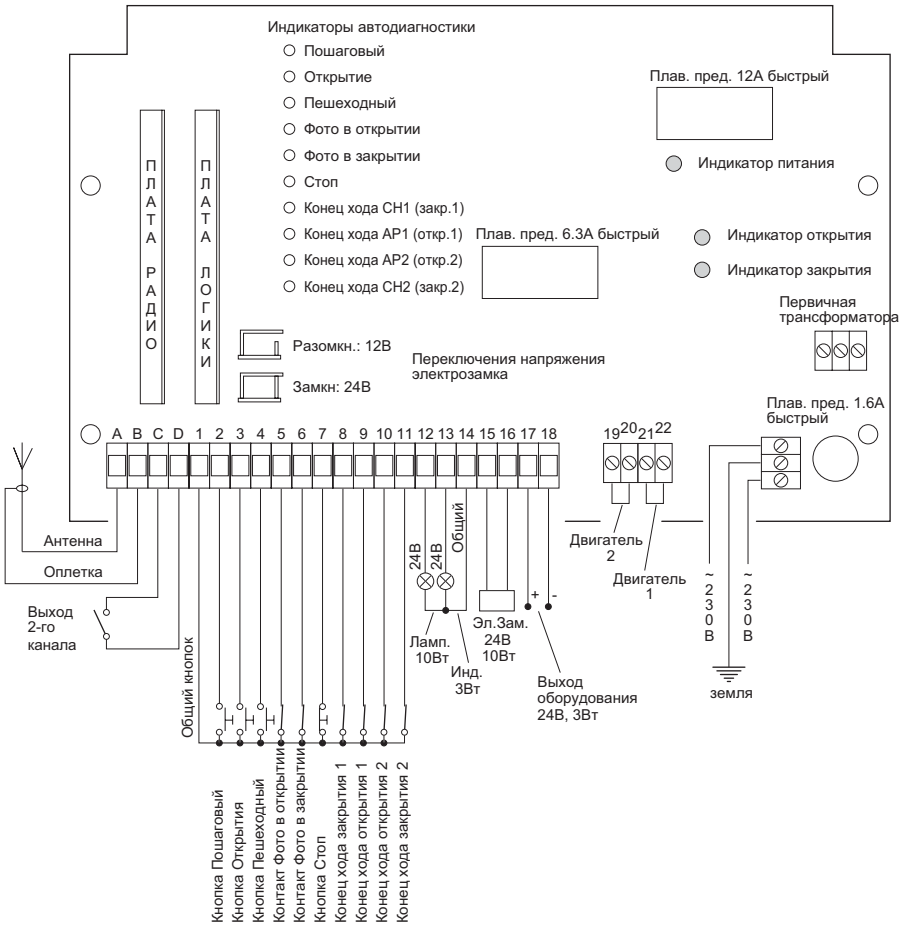 Индикаторы автодиагностики
Пошаговый
Открытие
Пешеходный
Фото в открытии
Фото в закрытии
Стоп
Конец хода CH1 (закр.1)
Конец хода AP1 (откр.1)
Конец хода AP2 (откр.2)
Конец хода CH2 (закр.2)
Плав. пред. 12А быстрый
Индикатор питания
Плав. пред. 6.3А быстрый
Индикатор открытия
Индикатор закрытия
Первичная
трансформатора
ПЛАТА РАДИО
ПЛАТА ЛОГИКИ
Разомкн.: 12В
Замкн: 24В
Переключения напряжения
электрозамка
Плав. пред. 1.6А
быстрый
A B C D 1 2 3 4 5 6 7 8 9 10 11 12 13 14 15 16 17 18
19 20 21 22
Антенна
Оплетка
Выход
2-го
канала
Общий кнопок
24В
24В
Общий
Ламп.
10Вт
Инд.
3Вт
Эл.Зам.
24В
10Вт
+ -
Выход
оборудования
24В, 3Вт
Двигатель
2
Двигатель
1
~230В
~230В
земля
Кнопка Пошаговый
Кнопка Открытия
Кнопка Пешеходный
Контакт Фото в открытии
Контакт Фото в закрытии
Кнопка Стоп
Конец хода закрытия 1
Конец хода открытия 1
Конец хода открытия 2
Конец хода закрытия 2